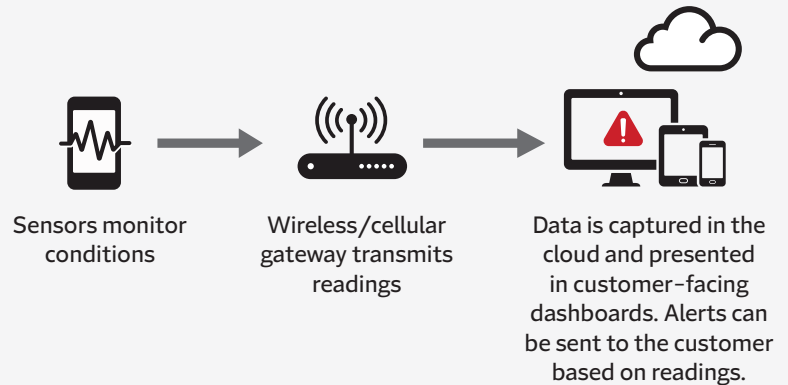 Sensors monitor
conditions
Wireless/cellular
gateway transmits
readings
Data is captured in the
cloud and presented
in customer-facing
dashboards. Alerts can
be sent to the customer
based on readings.